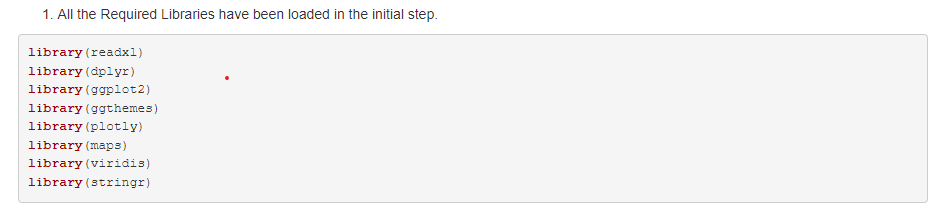 1. All the Required Libraries have been loaded in the initial step.
library(readxl)
library(dplyr)
library(ggplot2)
library(ggthemes)
library(plotly)
library(maps)
library(viridis)
library(stringr)